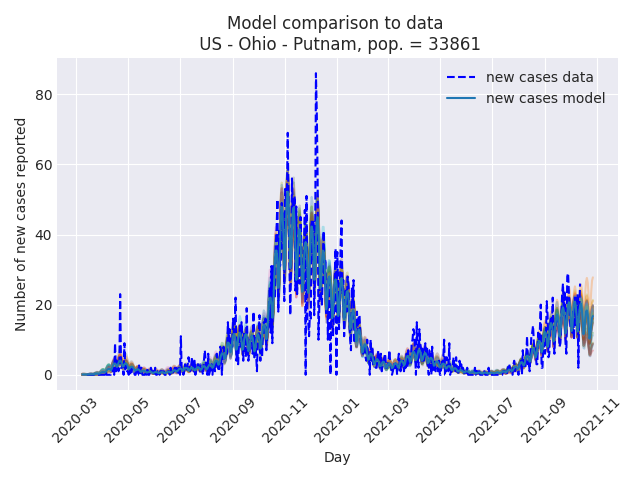 Model comparison to data
US - Ohio - Putnam, pop. = 33861
new cases data
new cases model
Number of new cases reported
80
60
40
20
0
2020-03
2020-05
2020-07
2020-09
2020-11
2021-01
2021-03
2021-05
2021-07
2021-09
2021-11
Day